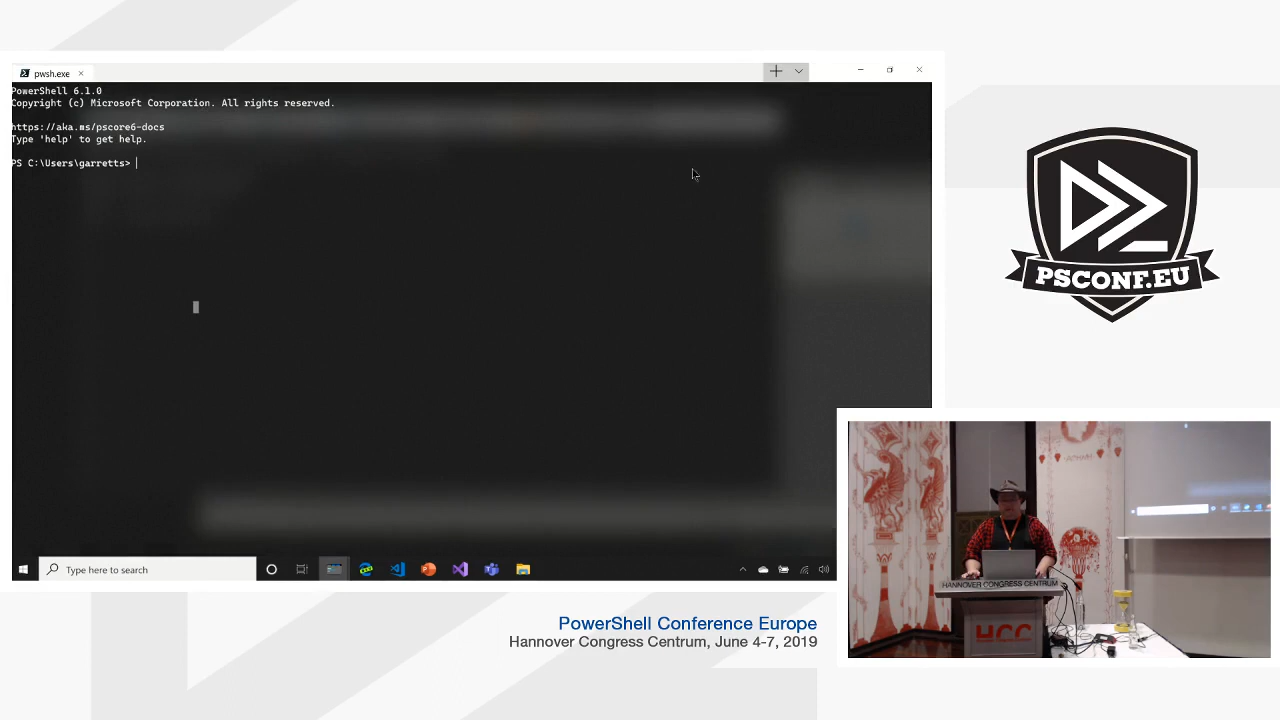 pwsh.exe
PowerShell 6.1.0
Copyright (c) Microsoft Corporation. All rights reserved.
https://aka.ms/pscore6-docs
Type 'help' to get help.
PS C:\Users\garretts>
Type here to search
PSCONF.EU
HANNOVER CONGRESS CENTRUM
HCC
PowerShell Conference Europe
Hannover Congress Centrum, June 4-7, 2019